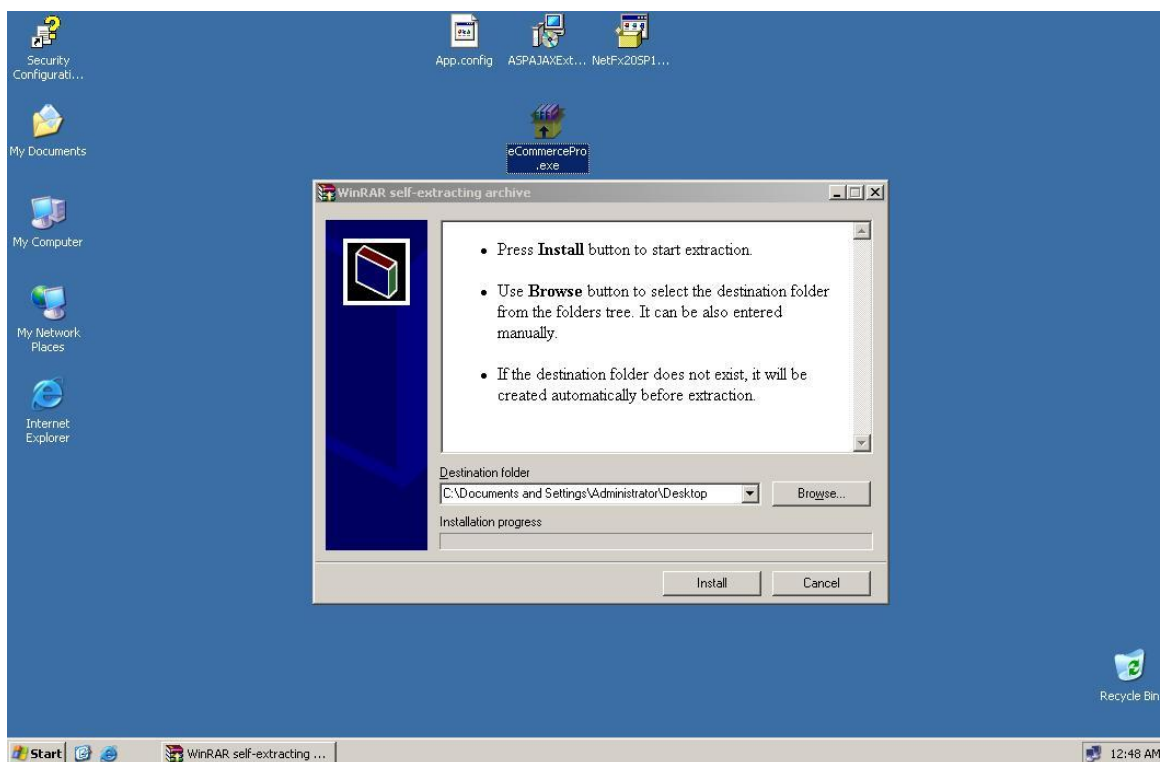 Security
Configurati...
My Documents
My Computer
My Network
Places
Internet
Explorer
App.config
ASPAJAXExt...
NetFx20SP1...
eCommercePro
.exe
WinRAR self-extracting archive
• Press Install button to start extraction.
• Use Browse button to select the destination folder
from the folders tree. It can be also entered
manually.
• If the destination folder does not exist, it will be
created automatically before extraction.
Destination folder
C:\Documents and Settings\Administrator\Desktop
Browse...
Installation progress
Install
Cancel
Recycle Bin
Start
WinRAR self-extracting ...
12:48 AM